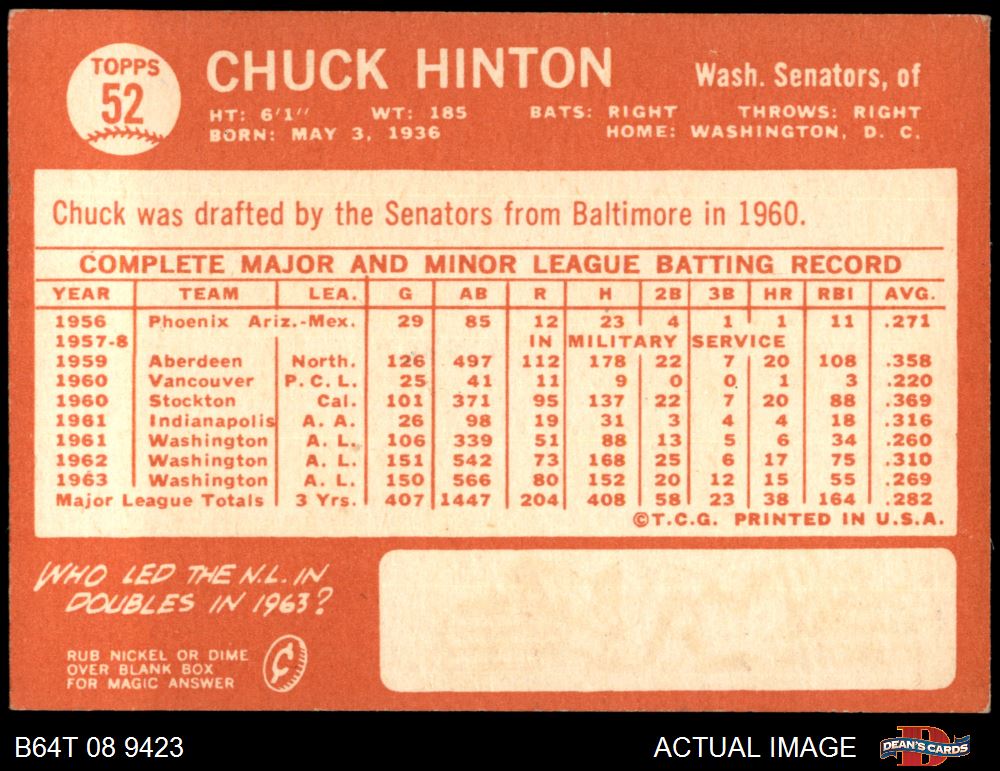 TOPPS
52
CHUCK HINTON
Wash. Senators, of
HT: 6'1" WT: 185 BATS: RIGHT THROWS: RIGHT
BORN: MAY 3, 1936 HOME: WASHINGTON, D. C.
Chuck was drafted by the Senators from Baltimore in 1960.
COMPLETE MAJOR AND MINOR LEAGUE BATTING RECORD
YEAR TEAM LEA. G AB R H 2B 3B HR RBI AVG.
1956 Phoenix Ariz.-Mex. 29 85 12 23 4 1 1 11 .271
1957-8 IN MILITARY SERVICE
1959 Aberdeen North. 126 497 112 178 22 7 20 108 .358
1960 Vancouver P.C.L. 25 41 11 9 0 0 1 3 .220
1960 Stockton Cal. 101 371 95 137 22 7 20 88 .369
1961 Indianapolis A. A. 26 98 19 31 3 4 4 18 .316
1961 Washington A. L. 106 339 51 88 13 5 6 34 .260
1962 Washington A. L. 151 542 73 168 25 6 17 75 .310
1963 Washington A. L. 150 566 80 152 20 12 15 55 .269
Major League Totals 3 Yrs. 407 1447 204 408 58 23 38 164 .282
©T.C.G. PRINTED IN U.S.A.
WHO LED THE N.L. IN
DOUBLES IN 1963?
RUB NICKEL OR DIME
OVER BLANK BOX
FOR MAGIC ANSWER
¢
B64T 08 9423
ACTUAL IMAGE
DEAN'S CARDS